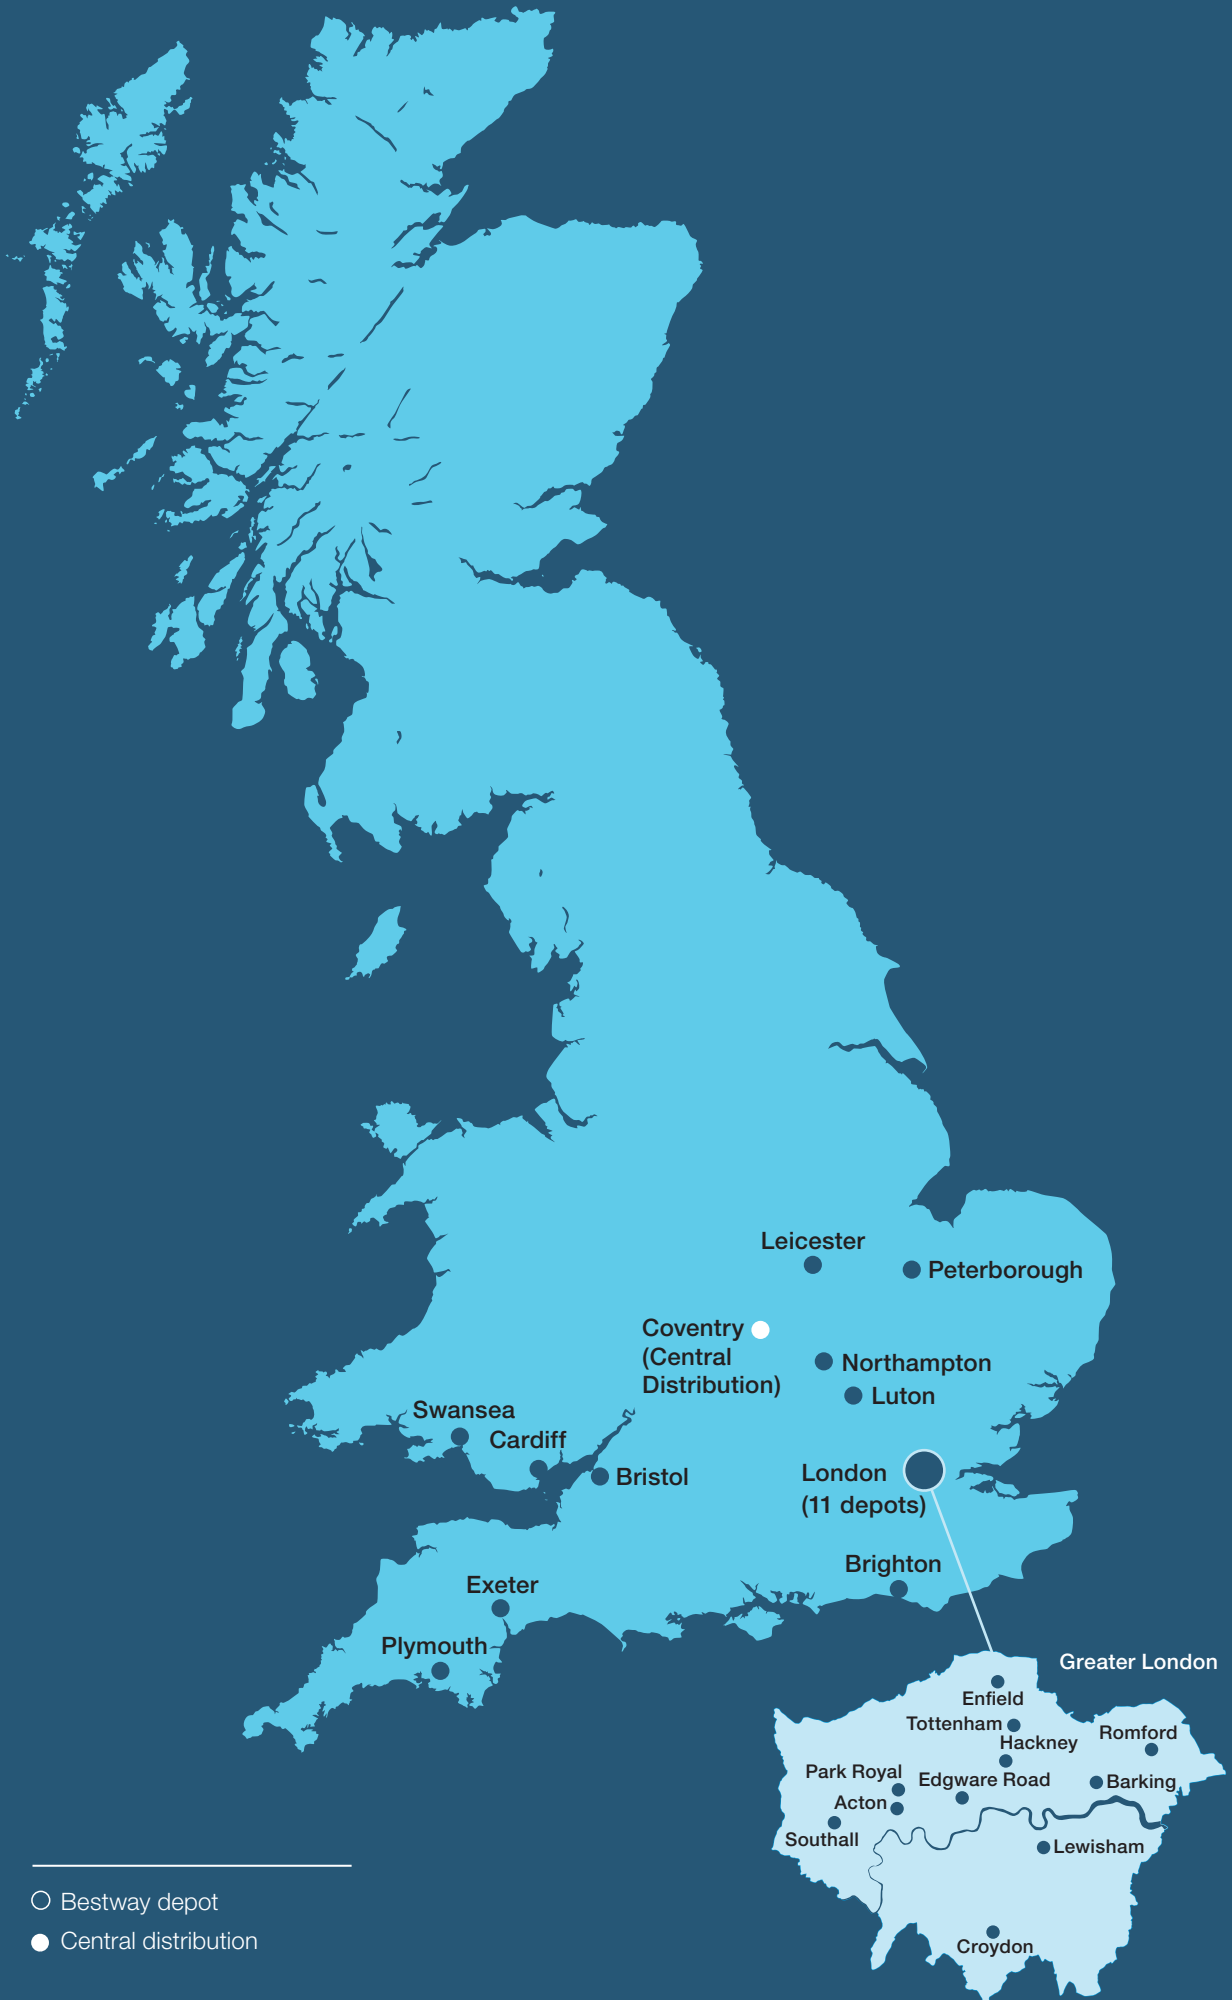 Leicester
Peterborough
Coventry
(Central
Distribution)
Northampton
Luton
Swansea
Cardiff
Bristol
London
(11 depots)
Brighton
Exeter
Plymouth
Greater London
Enfield
Tottenham
Hackney
Romford
Park Royal
Edgware Road
Barking
Acton
Southall
Lewisham
Croydon
Bestway depot
Central distribution